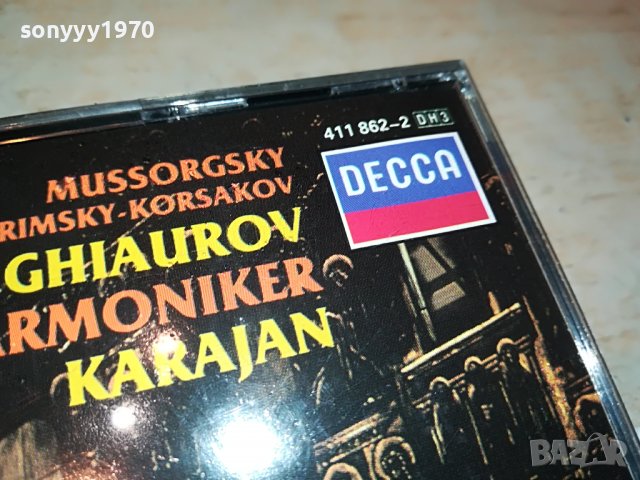 sonyyy1970
411 862-2 DH3
DECCA
MUSSORGSKY
RIMSKY-KORSAKOV
GHIAUROV
ARMONIKER
KARAJAN
BAZAR